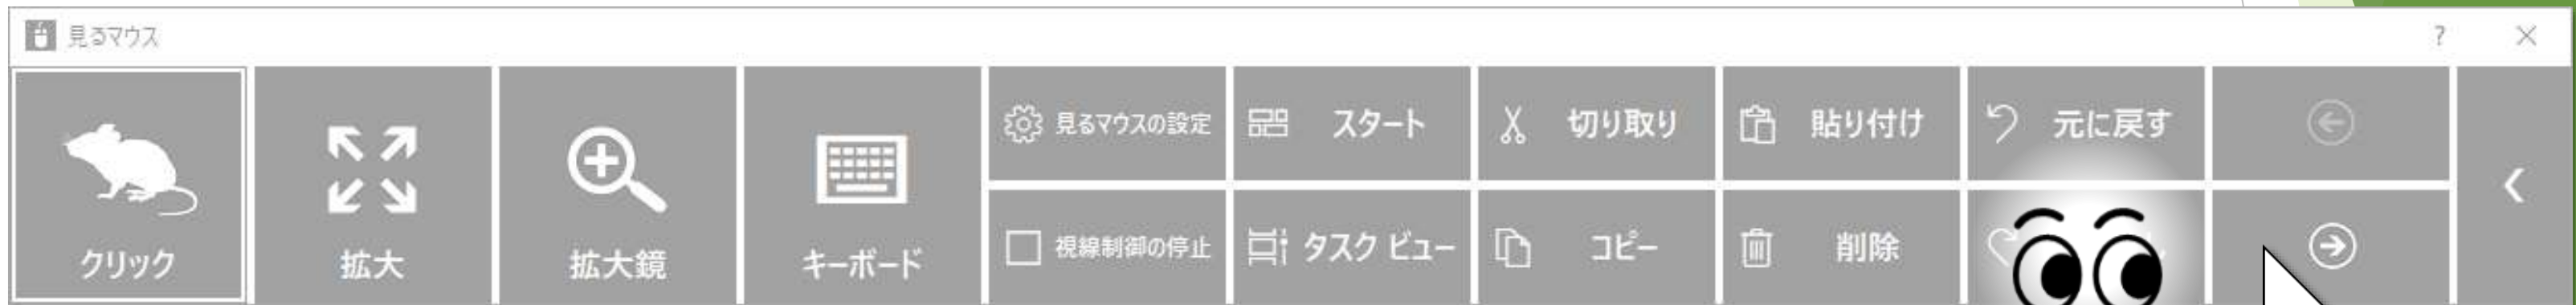 見るマウス
?
クリック
拡大
拡大鏡
キーボード
見るマウスの設定
スタート
切り取り
貼り付け
元に戻す
視線制御の停止
タスク ビュー
コピー
削除